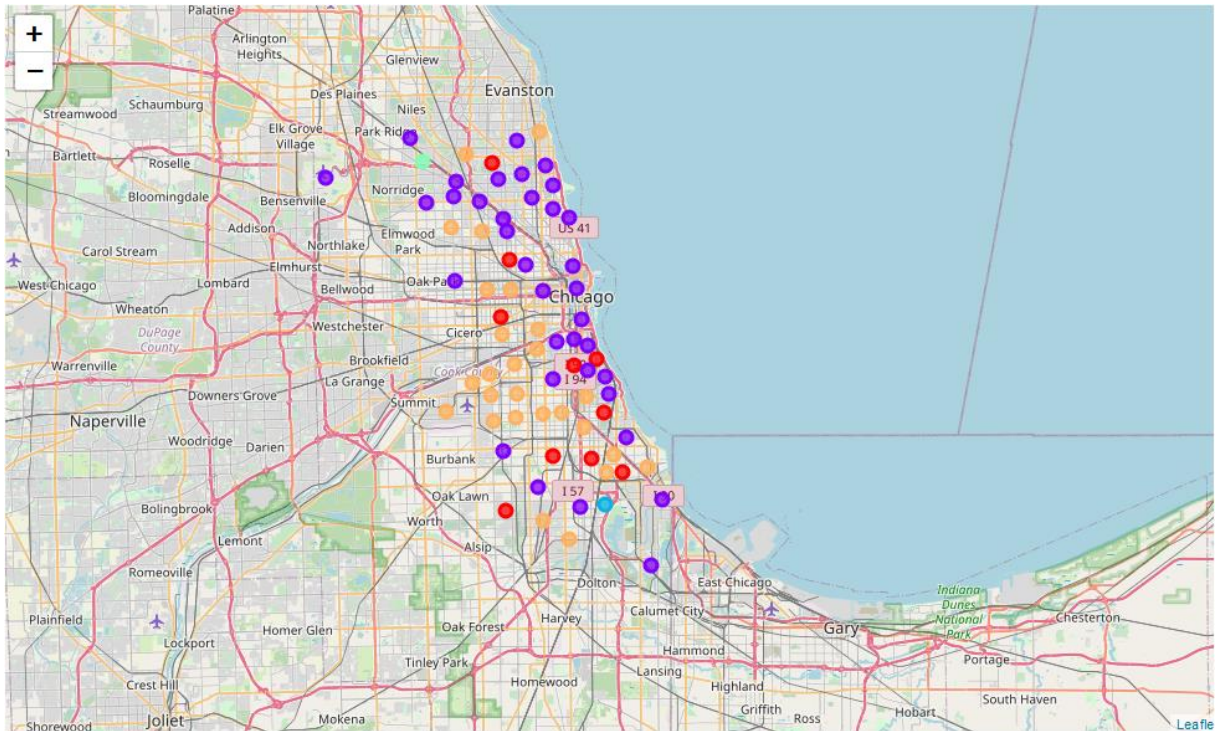 Palatine
+
Arlington
Heights
Glenview
−
Evanston
Des Plaines
Schaumburg
Niles
Streamwood
Elk Grove
Village
Park Ridge
Bartlett
Roselle
Norridge
Bloomingdale
Bensenville
Addison
US 41
Elmwood
Park
Northlake
Carol Stream
Elmhurst
West Chicago
Lombard
Bellwood
Chicago
Wheaton
Westchester
DuPage
County
Cicero
Brookfield
Warrenville
Cook County
La Grange
I 94
Downers Grove
Summit
Naperville
Woodridge
Darien
Burbank
I 57
Oak Lawn
Bolingbrook
Worth
Lemont
Alsip
Romeoville
Dolton
East Chicago
Indiana
Dunes
National
Park
Calumet City
Plainfield
Harvey
Chesterton
Homer Glen
Oak Forest
Gary
Lockport
Hammond
Tinley Park
Lansing
Portage
Crest Hill
Homewood
Highland
South Haven
Griffith
Hobart
Joliet
Mokena
Ross
Shorewood
Leafle